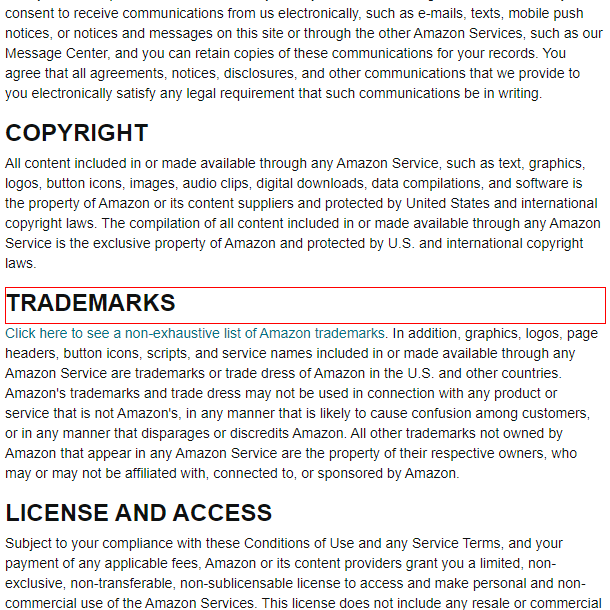 consent to receive communications from us electronically, such as e-mails, texts, mobile push
notices, or notices and messages on this site or through the other Amazon Services, such as our
Message Center, and you can retain copies of these communications for your records. You
agree that all agreements, notices, disclosures, and other communications that we provide to
you electronically satisfy any legal requirement that such communications be in writing.
COPYRIGHT
All content included in or made available through any Amazon Service, such as text, graphics,
logos, button icons, images, audio clips, digital downloads, data compilations, and software is
the property of Amazon or its content suppliers and protected by United States and international
copyright laws. The compilation of all content included in or made available through any Amazon
Service is the exclusive property of Amazon and protected by U.S. and international copyright
laws.
TRADEMARKS
Click here to see a non-exhaustive list of Amazon trademarks. In addition, graphics, logos, page
headers, button icons, scripts, and service names included in or made available through any
Amazon Service are trademarks or trade dress of Amazon in the U.S. and other countries.
Amazon's trademarks and trade dress may not be used in connection with any product or
service that is not Amazon's, in any manner that is likely to cause confusion among customers,
or in any manner that disparages or discredits Amazon. All other trademarks not owned by
Amazon that appear in any Amazon Service are the property of their respective owners, who
may or may not be affiliated with, connected to, or sponsored by Amazon.
LICENSE AND ACCESS
Subject to your compliance with these Conditions of Use and any Service Terms, and your
payment of any applicable fees, Amazon or its content providers grant you a limited, non-
exclusive, non-transferable, non-sublicensable license to access and make personal and non-
commercial use of the Amazon Services. This license does not include any resale or commercial